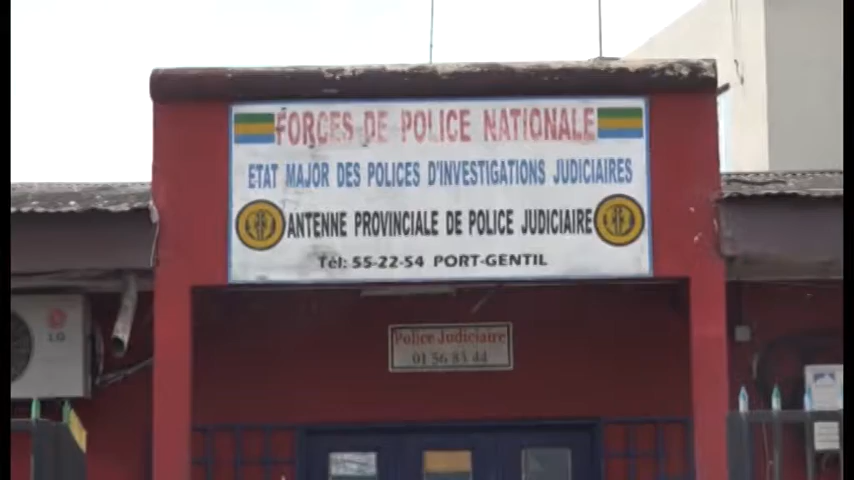 FORCES DE POLICE NATIONALE
ETAT MAJOR DES POLICES D'INVESTIGATIONS JUDICIAIRES
ANTENNE PROVINCIALE DE POLICE JUDICIAIRE
Tél: 55-22-54 PORT-GENTIL
Police Judiciaire
01 56 83 44
LG